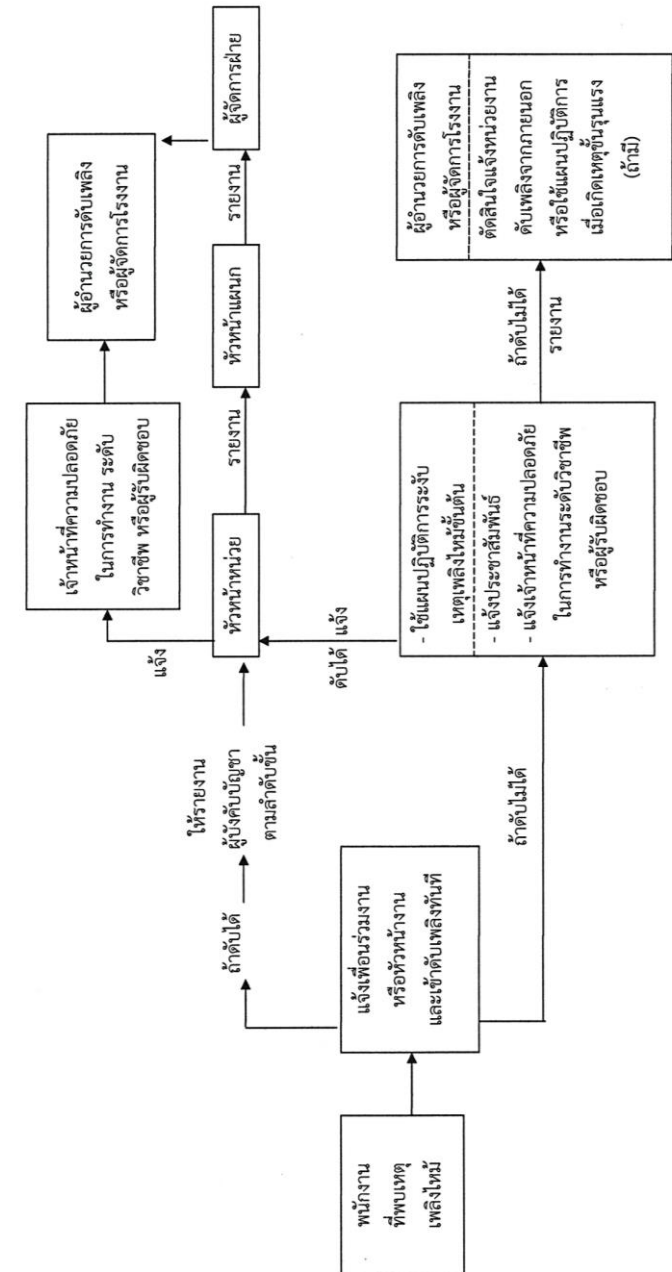 พนักงาน
ที่พบเหตุ
เพลิงไหม้
แจ้งเพื่อนร่วมงาน
หรือหัวหน้างาน
และเข้าดับเพลิงทันที
ถ้าดับได้
ให้รายงาน
ผู้บังคับบัญชา
ตามลำดับขั้น
หัวหน้าหน่วย
แจ้ง
เจ้าหน้าที่ความปลอดภัย
ในการทำงาน ระดับ
วิชาชีพ หรือผู้รับผิดชอบ
ผู้อำนวยการดับเพลิง
หรือผู้จัดการโรงงาน
รายงาน
หัวหน้าแผนก
รายงาน
ผู้จัดการฝ่าย
ถ้าดับไม่ได้
- ใช้แผนปฏิบัติการระงับ
เหตุเพลิงไหม้ขั้นต้น
- แจ้งประชาสัมพันธ์
- แจ้งเจ้าหน้าที่ความปลอดภัย
ในการทำงานระดับวิชาชีพ
หรือผู้รับผิดชอบ
ดับได้ แจ้ง
ถ้าดับไม่ได้
รายงาน
ผู้อำนวยการดับเพลิง
หรือผู้จัดการโรงงาน
ตัดสินใจแจ้งหน่วยงาน
ดับเพลิงจากภายนอก
หรือใช้แผนปฏิบัติการ
เมื่อเกิดเหตุขั้นรุนแรง
(ถ้ามี)